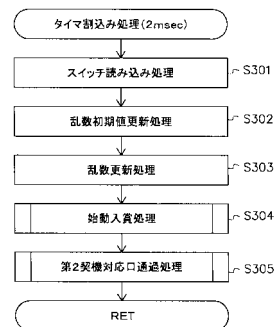 タイマ割込み処理(2msec)
スイッチ読み込み処理 S301
乱数初期値更新処理 S302
乱数更新処理 S303
始動入賞処理 S304
第2契機対応口通過処理 S305
RET